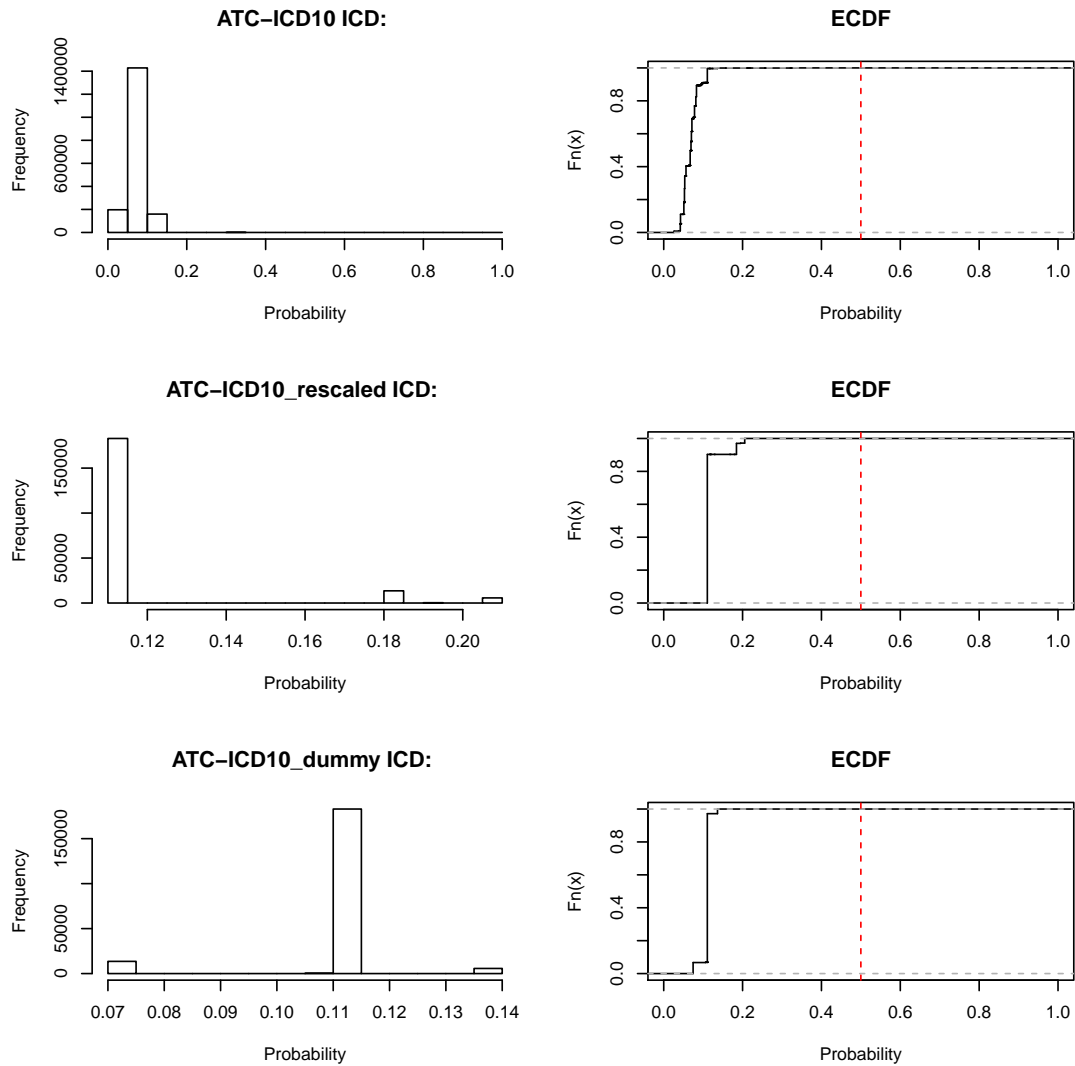 ATC−ICD10 ICD:
Frequency
0 600000 1400000
0.0 0.2 0.4 0.6 0.8 1.0
Probability
ECDF
Fn(x)
0.0 0.4 0.8
0.0 0.2 0.4 0.6 0.8 1.0
Probability
ATC−ICD10_rescaled ICD:
Frequency
0 50000 150000
0.12 0.14 0.16 0.18 0.20
Probability
ECDF
Fn(x)
0.0 0.4 0.8
0.0 0.2 0.4 0.6 0.8 1.0
Probability
ATC−ICD10_dummy ICD:
Frequency
0 50000 150000
0.07 0.08 0.09 0.10 0.11 0.12 0.13 0.14
Probability
ECDF
Fn(x)
0.0 0.4 0.8
0.0 0.2 0.4 0.6 0.8 1.0
Probability